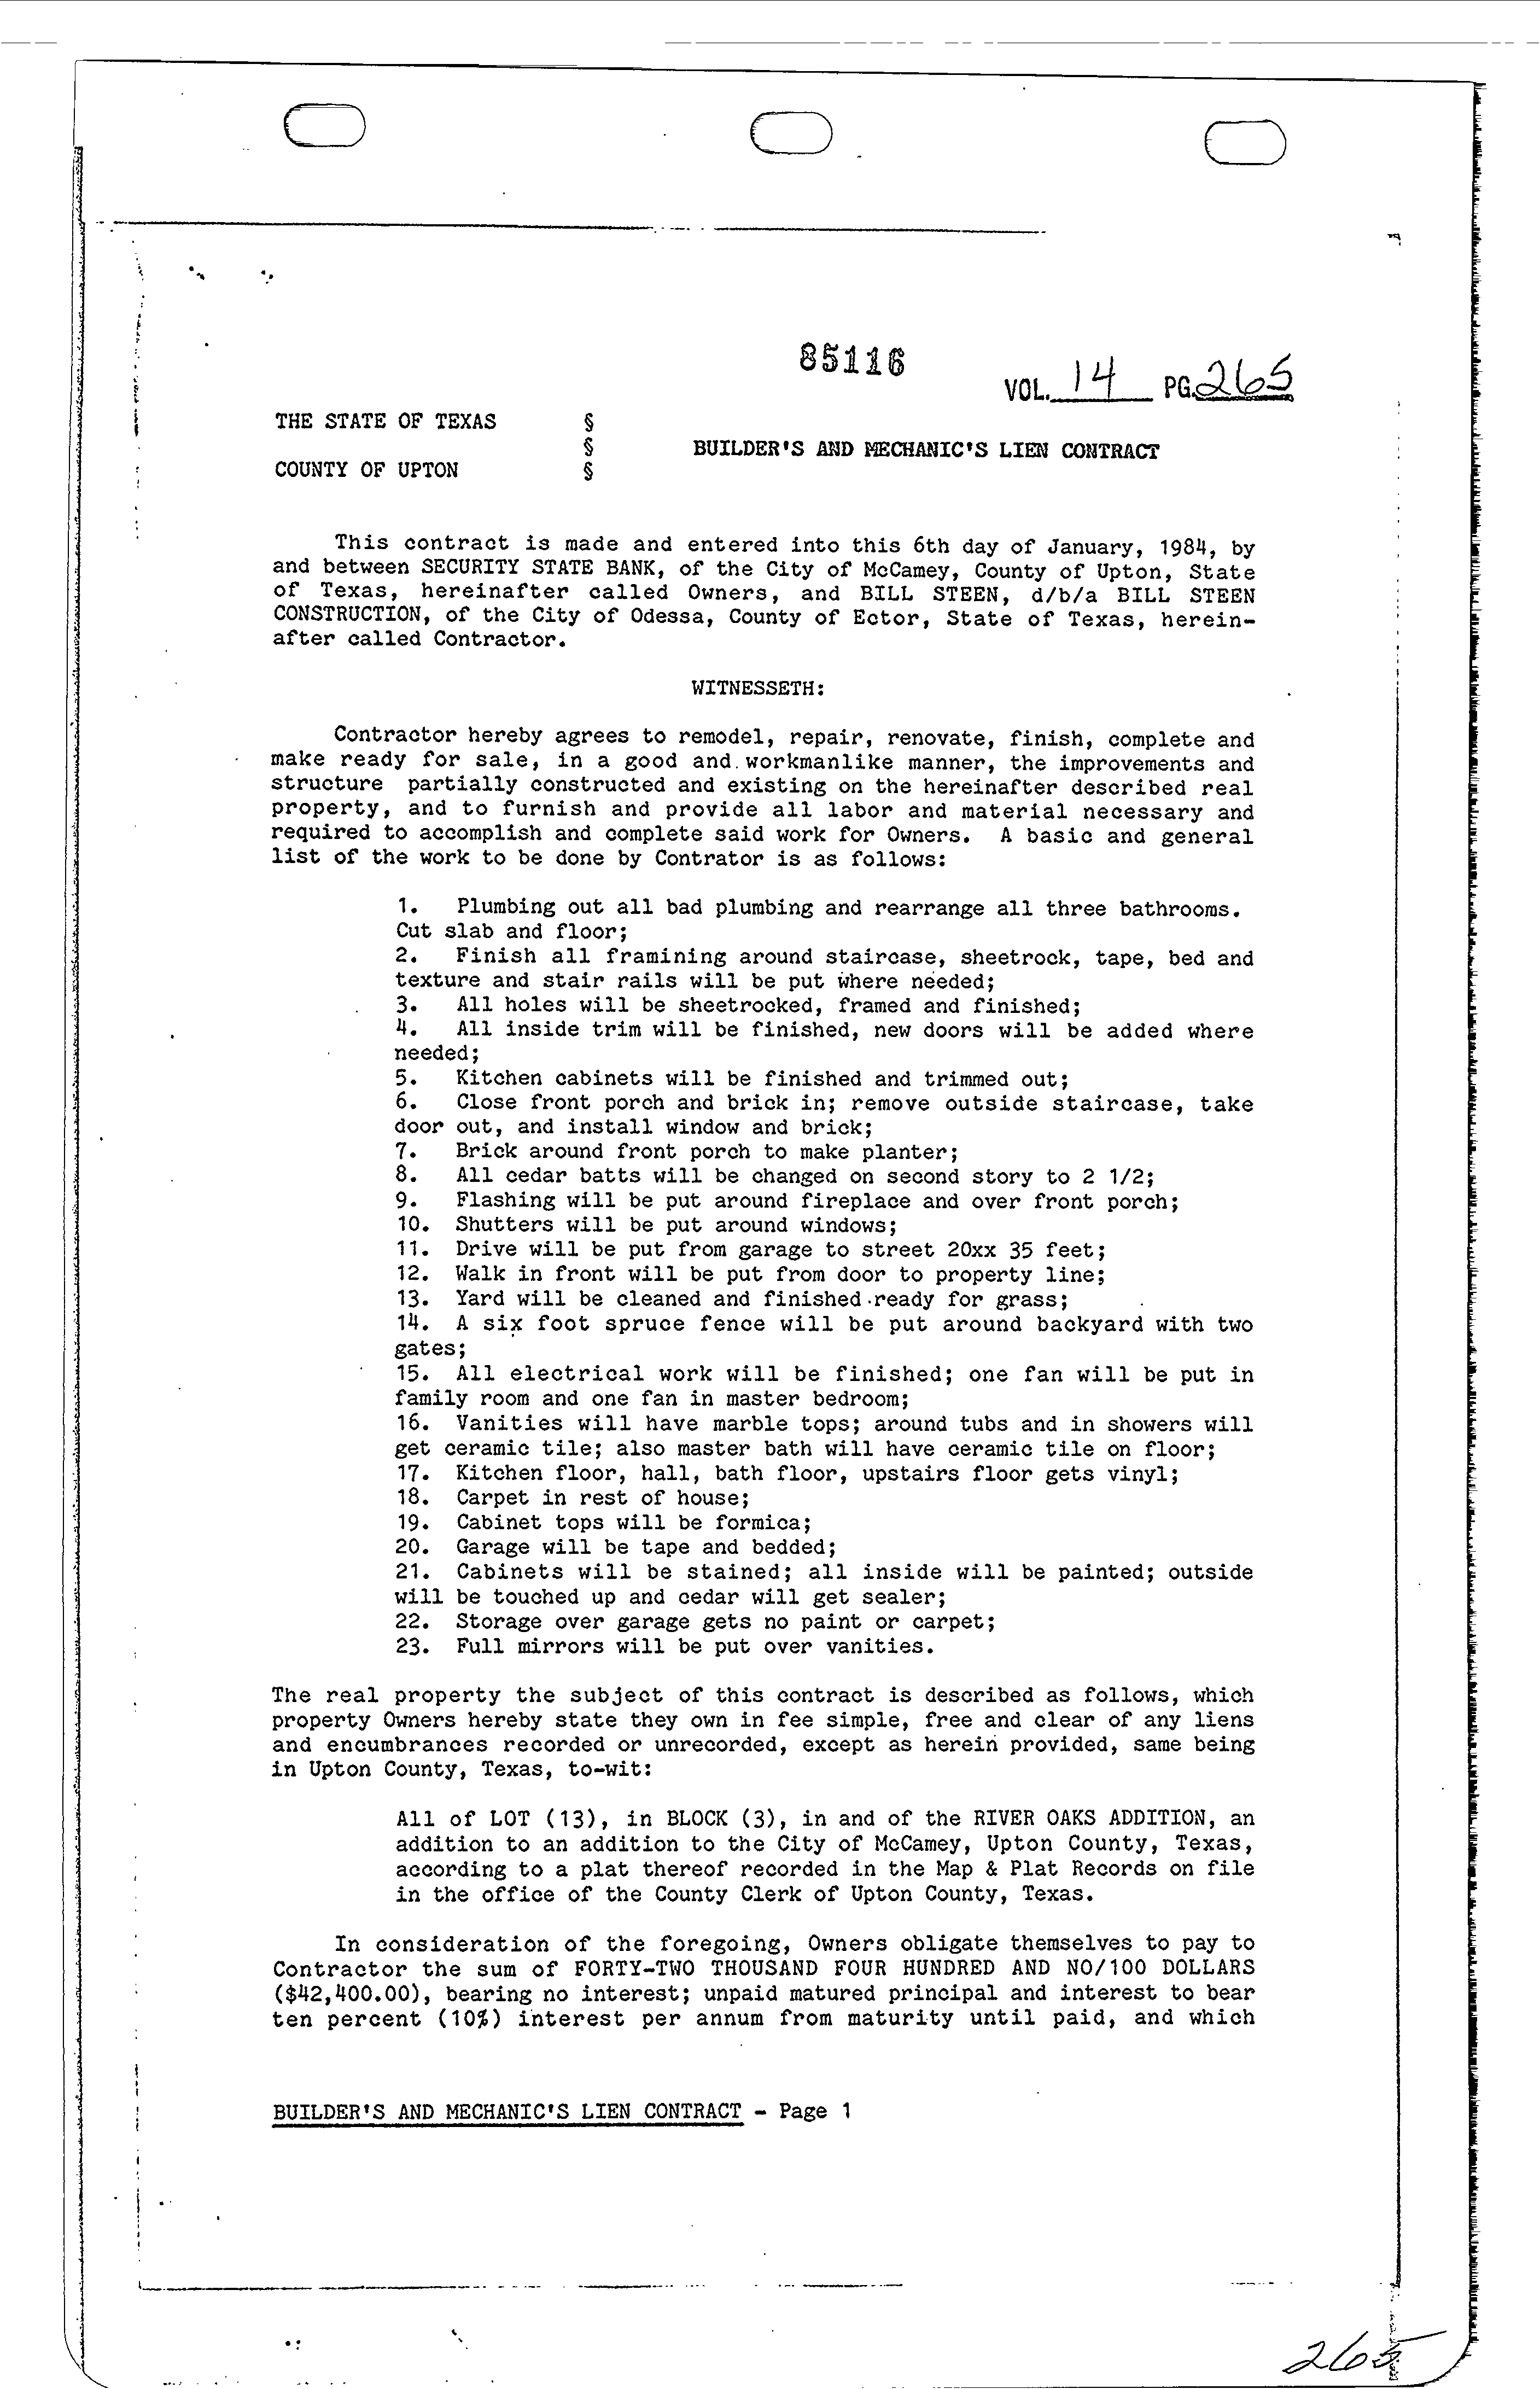 85116
VOL. 14 PG. 265
THE STATE OF TEXAS §
§ BUILDER'S AND MECHANIC'S LIEN CONTRACT
COUNTY OF UPTON §
This contract is made and entered into this 6th day of January, 1984, by
and between SECURITY STATE BANK, of the City of McCamey, County of Upton, State
of Texas, hereinafter called Owners, and BILL STEEN, d/b/a BILL STEEN
CONSTRUCTION, of the City of Odessa, County of Ector, State of Texas, herein-
after called Contractor.
WITNESSETH:
Contractor hereby agrees to remodel, repair, renovate, finish, complete and
make ready for sale, in a good and workmanlike manner, the improvements and
structure partially constructed and existing on the hereinafter described real
property, and to furnish and provide all labor and material necessary and
required to accomplish and complete said work for Owners. A basic and general
list of the work to be done by Contrator is as follows:
1. Plumbing out all bad plumbing and rearrange all three bathrooms.
Cut slab and floor;
2. Finish all framining around staircase, sheetrock, tape, bed and
texture and stair rails will be put where needed;
3. All holes will be sheetrocked, framed and finished;
4. All inside trim will be finished, new doors will be added where
needed;
5. Kitchen cabinets will be finished and trimmed out;
6. Close front porch and brick in; remove outside staircase, take
door out, and install window and brick;
7. Brick around front porch to make planter;
8. All cedar batts will be changed on second story to 2 1/2;
9. Flashing will be put around fireplace and over front porch;
10. Shutters will be put around windows;
11. Drive will be put from garage to street 20xx 35 feet;
12. Walk in front will be put from door to property line;
13. Yard will be cleaned and finished ready for grass;
14. A six foot spruce fence will be put around backyard with two
gates;
15. All electrical work will be finished; one fan will be put in
family room and one fan in master bedroom;
16. Vanities will have marble tops; around tubs and in showers will
get ceramic tile; also master bath will have ceramic tile on floor;
17. Kitchen floor, hall, bath floor, upstairs floor gets vinyl;
18. Carpet in rest of house;
19. Cabinet tops will be formica;
20. Garage will be tape and bedded;
21. Cabinets will be stained; all inside will be painted; outside
will be touched up and cedar will get sealer;
22. Storage over garage gets no paint or carpet;
23. Full mirrors will be put over vanities.
The real property the subject of this contract is described as follows, which
property Owners hereby state they own in fee simple, free and clear of any liens
and encumbrances recorded or unrecorded, except as herein provided, same being
in Upton County, Texas, to-wit:
All of LOT (13), in BLOCK (3), in and of the RIVER OAKS ADDITION, an
addition to an addition to the City of McCamey, Upton County, Texas,
according to a plat thereof recorded in the Map & Plat Records on file
in the office of the County Clerk of Upton County, Texas.
In consideration of the foregoing, Owners obligate themselves to pay to
Contractor the sum of FORTY-TWO THOUSAND FOUR HUNDRED AND NO/100 DOLLARS
($42,400.00), bearing no interest; unpaid matured principal and interest to bear
ten percent (10%) interest per annum from maturity until paid, and which
BUILDER'S AND MECHANIC'S LIEN CONTRACT - Page 1
265